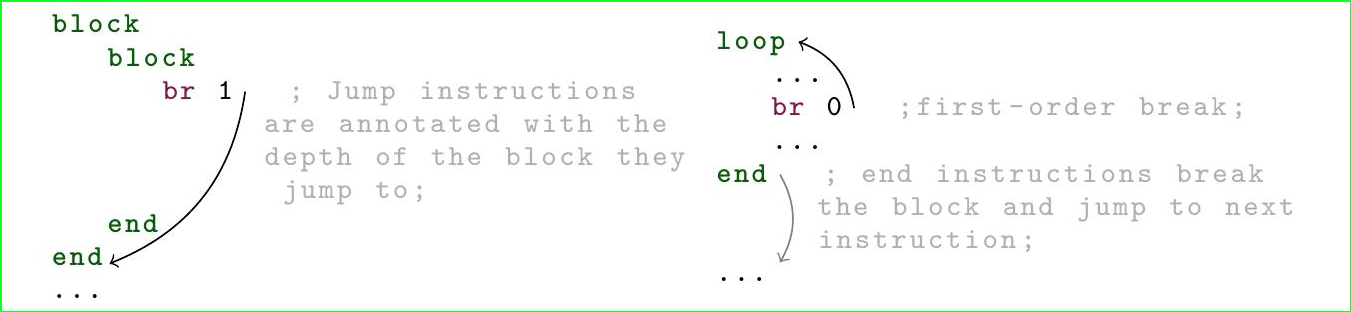 block
block
br 1 ; Jump instructions
are annotated with the
depth of the block they
jump to;
end
end
...
loop
...
br 0 ;first-order break;
...
end ; end instructions break
the block and jump to next
instruction;
...